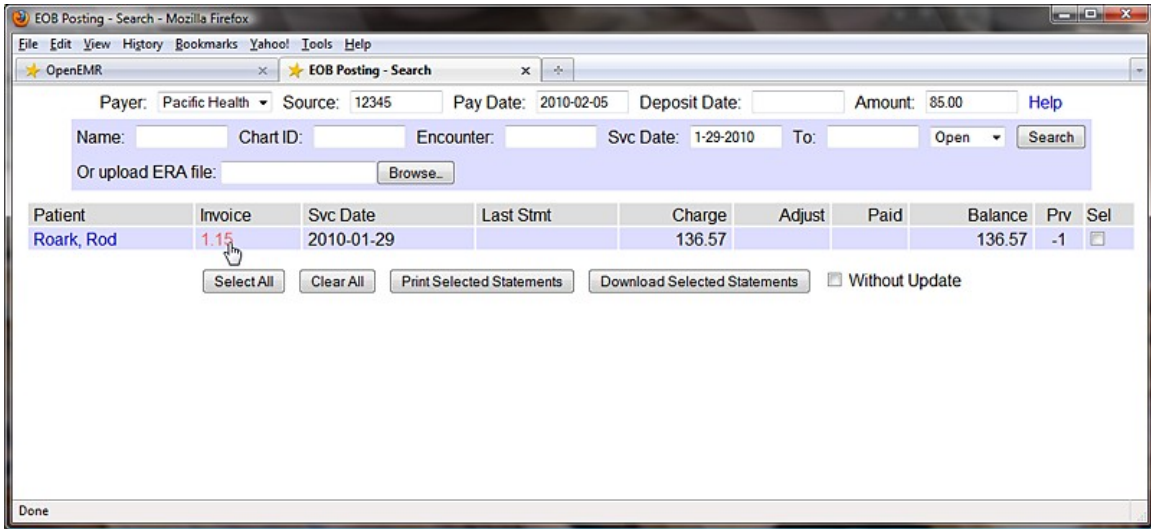 EOB Posting - Search - Mozilla Firefox
File Edit View History Bookmarks Yahoo! Tools Help
OpenEMR EOB Posting - Search
Payer: Pacific Health Source: 12345 Pay Date: 2010-02-05 Deposit Date: Amount: 85.00 Help
Name: Chart ID: Encounter: Svc Date: 1-29-2010 To: Open Search
Or upload ERA file: Browse...
Patient Invoice Svc Date Last Stmt Charge Adjust Paid Balance Prv Sel
Roark, Rod 1.15 2010-01-29 136.57 136.57 -1
Select All Clear All Print Selected Statements Download Selected Statements Without Update
Done